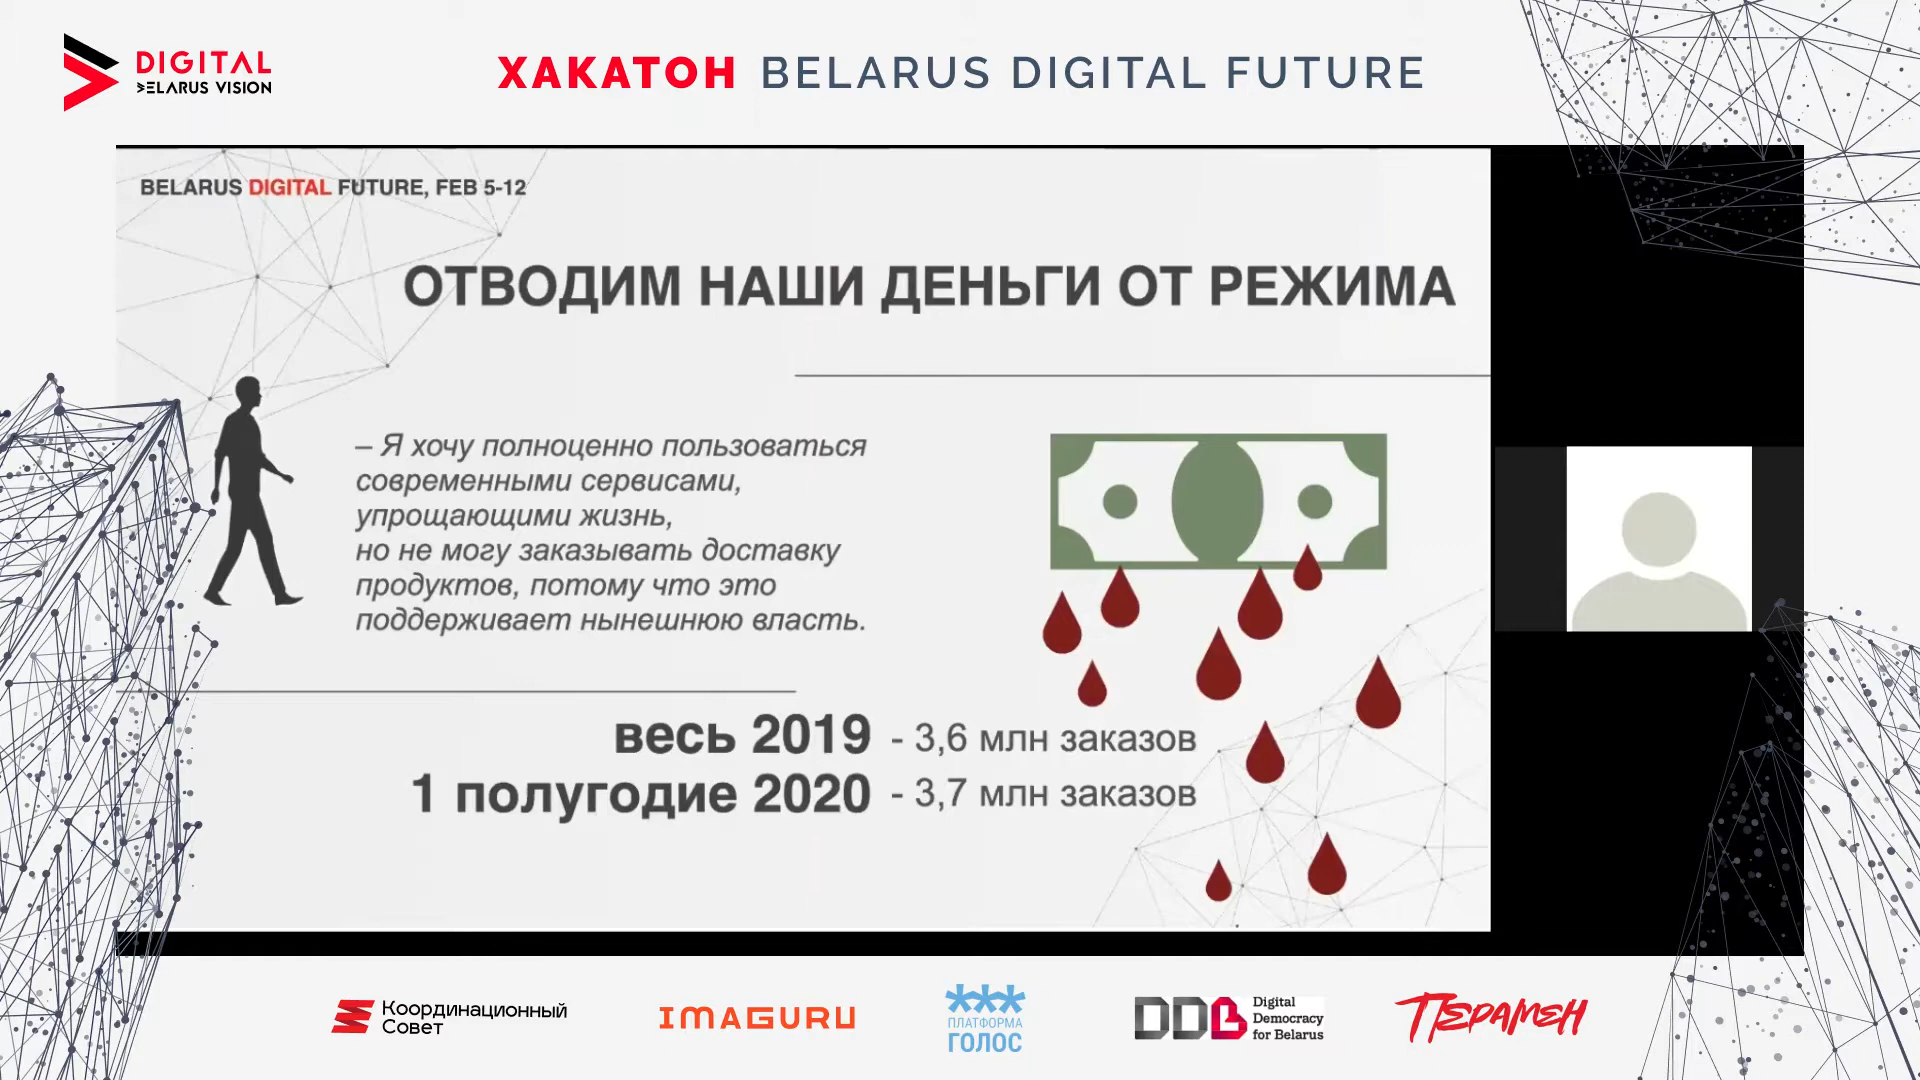 DIGITAL
BELARUS VISION
ХАКАТОН BELARUS DIGITAL FUTURE
BELARUS DIGITAL FUTURE, FEB 5-12
ОТВОДИМ НАШИ ДЕНЬГИ ОТ РЕЖИМА
– Я хочу полноценно пользоваться
современными сервисами,
упрощающими жизнь,
но не могу заказывать доставку
продуктов, потому что это
поддерживает нынешнюю власть.
весь 2019 - 3,6 млн заказов
1 полугодие 2020 - 3,7 млн заказов
Координационный
Совет
IMAGURU
ПЛАТФОРМА
ГОЛОС
DDB
Digital
Democracy
for Belarus
ПЕРАМЕН